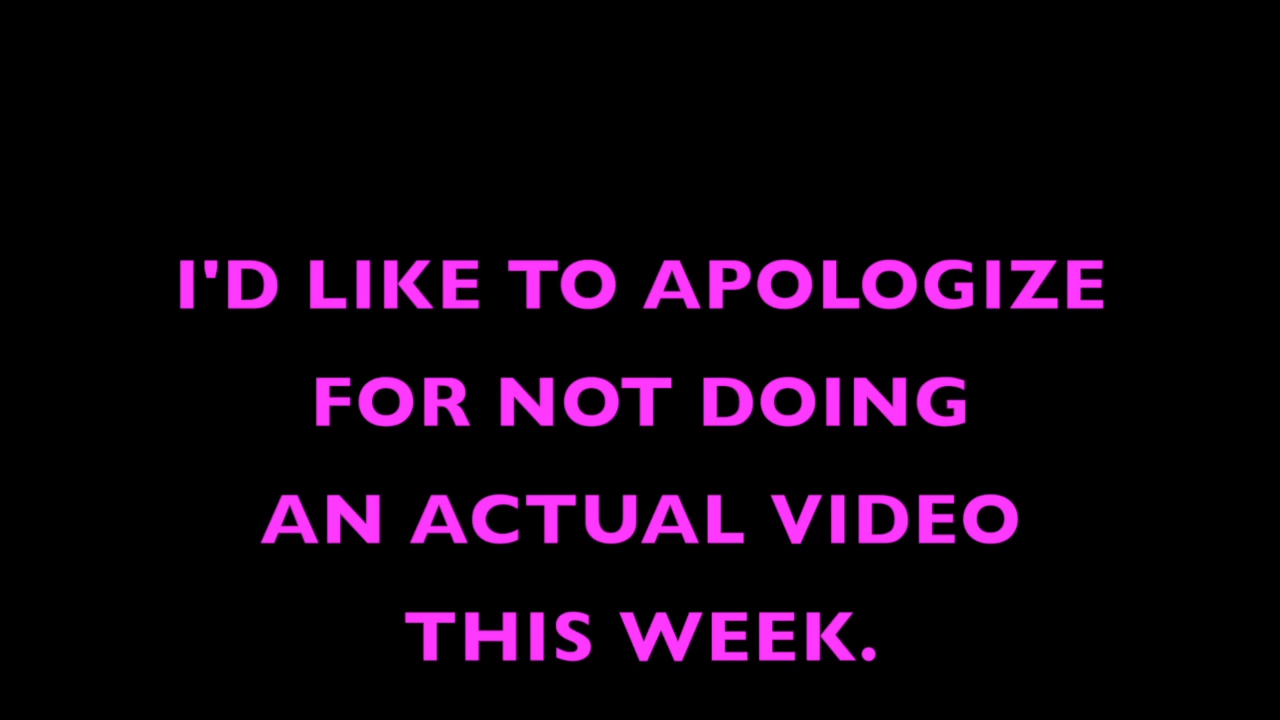 I'D LIKE TO APOLOGIZE
FOR NOT DOING
AN ACTUAL VIDEO
THIS WEEK.